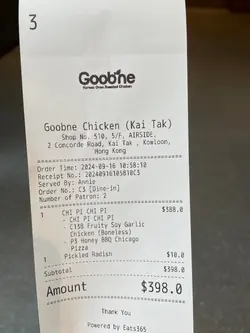 3
Goobne
Korea's Oven Roasted Chicken
Goobne Chicken (Kai Tak)
Shop No. 510, 5/F, AIRSIDE,
2 Concorde Road, Kai Tak , Kowloon,
Hong Kong
Order Time: 2024-09-16 10:58:10
Receipt No.: 20240916105810C3
Served By: Annie
Order No.: C3 [Dine-in]
Number of Patron: 2
1 CHI PI CHI PI $388.0
- CHI PI CHI PI
- C13B Fruity Soy Garlic
Chicken (Boneless)
- P3 Honey BBQ Chicago
Pizza
1 Pickled Radish $10.0
Subtotal $398.0
Amount $398.0
Thank You
Powered by Eats365